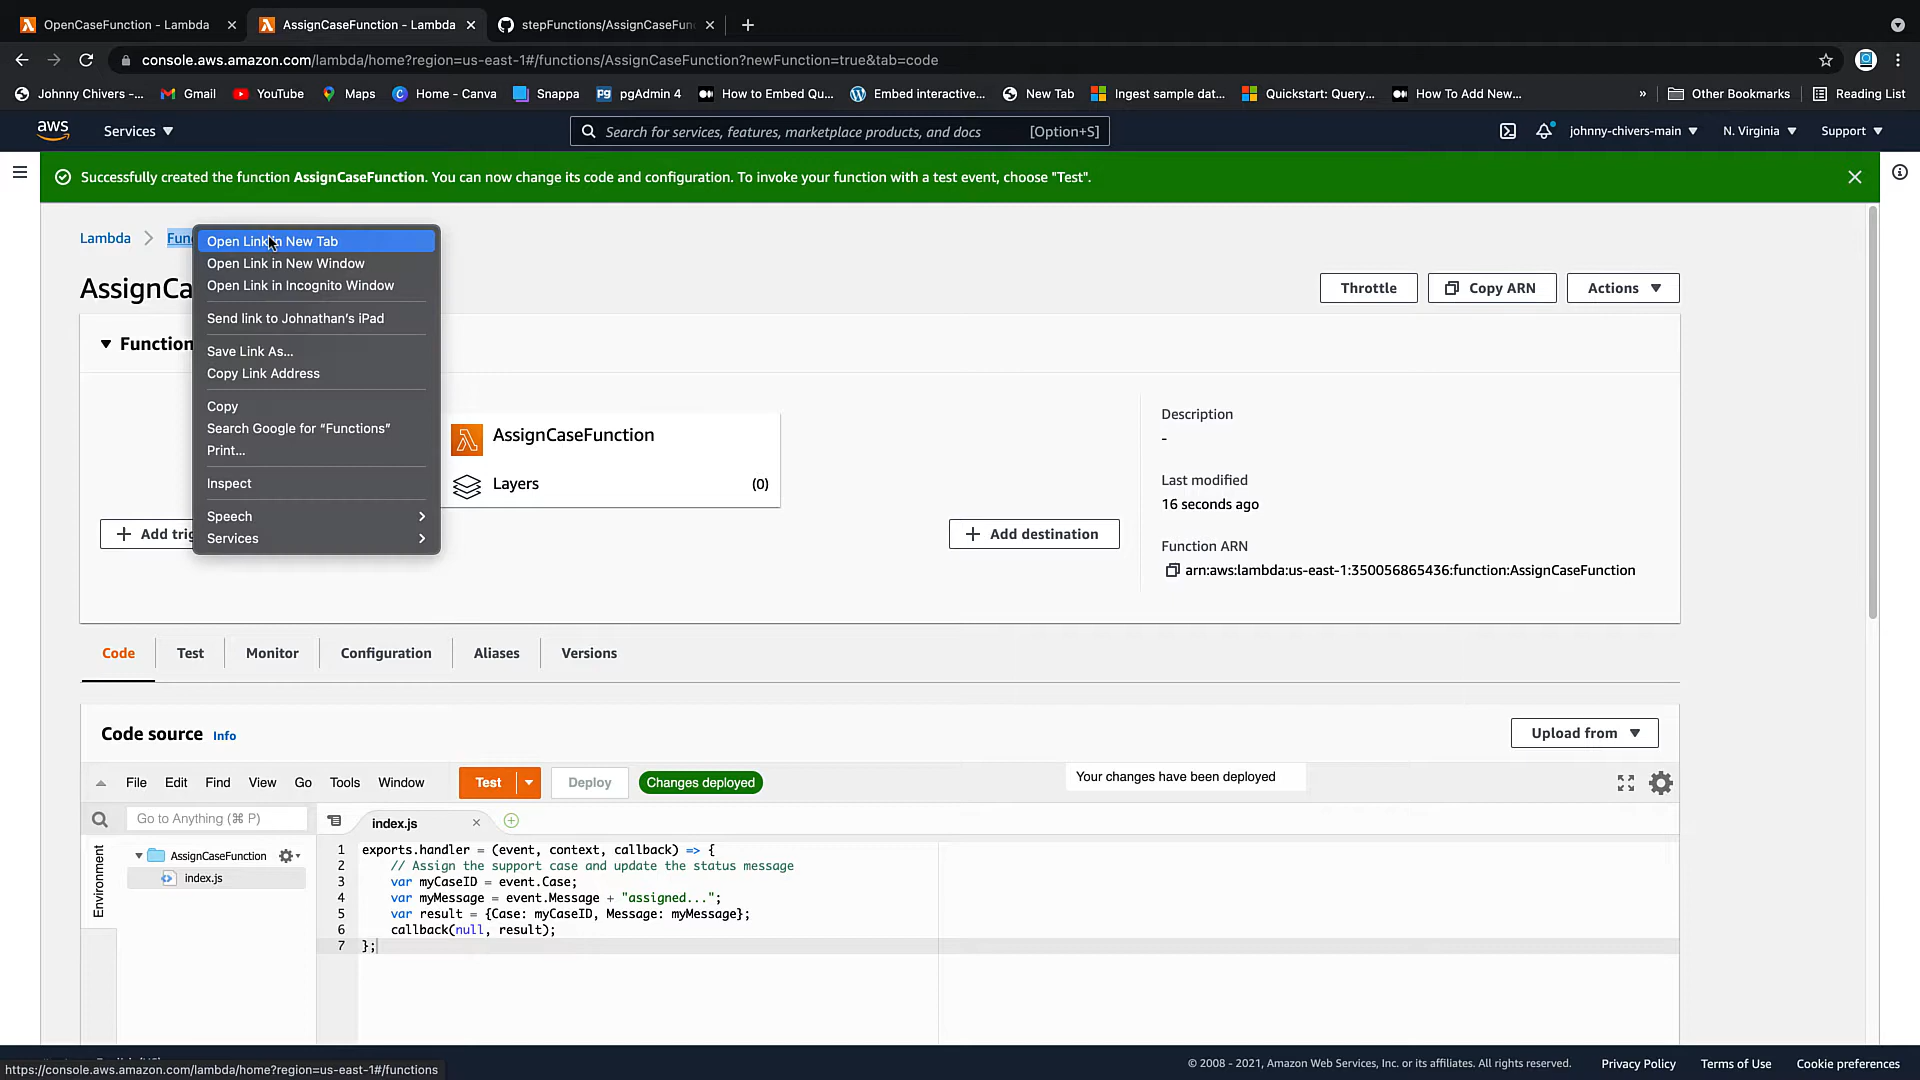 OpenCaseFunction - Lambda
AssignCaseFunction - Lambda
stepFunctions/AssignCaseFun
console.aws.amazon.com/lambda/home?region=us-east-1#/functions/AssignCaseFunction?newFunction=true&tab=code
Johnny Chivers -...
Gmail
YouTube
Maps
Home - Canva
Snappa
pgAdmin 4
How to Embed Qu...
Embed interactive...
New Tab
Ingest sample dat...
Quickstart: Query...
How To Add New...
»
Other Bookmarks
Reading List
aws
Services
Search for services, features, marketplace products, and docs
[Option+S]
johnny-chivers-main
N. Virginia
Support
Successfully created the function AssignCaseFunction. You can now change its code and configuration. To invoke your function with a test event, choose "Test".
Lambda
Fun
AssignCa
Throttle
Copy ARN
Actions
Open Link in New Tab
Open Link in New Window
Open Link in Incognito Window
Send link to Johnathan's iPad
Save Link As...
Copy Link Address
Copy
Search Google for “Functions”
Print...
Inspect
Speech
Services
Function
AssignCaseFunction
Layers
(0)
Add trig
Add destination
Description
-
Last modified
16 seconds ago
Function ARN
arn:aws:lambda:us-east-1:350056865436:function:AssignCaseFunction
Code
Test
Monitor
Configuration
Aliases
Versions
Code source
Info
Upload from
File
Edit
Find
View
Go
Tools
Window
Test
Deploy
Changes deployed
Your changes have been deployed
Go to Anything (⌘ P)
index.js
Environment
AssignCaseFunction
index.js
1 exports.handler = (event, context, callback) => {
2 // Assign the support case and update the status message
3 var myCaseID = event.Case;
4 var myMessage = event.Message + "assigned...";
5 var result = {Case: myCaseID, Message: myMessage};
6 callback(null, result);
7 };
https://console.aws.amazon.com/lambda/home?region=us-east-1#/functions
© 2008 - 2021, Amazon Web Services, Inc. or its affiliates. All rights reserved.
Privacy Policy
Terms of Use
Cookie preferences